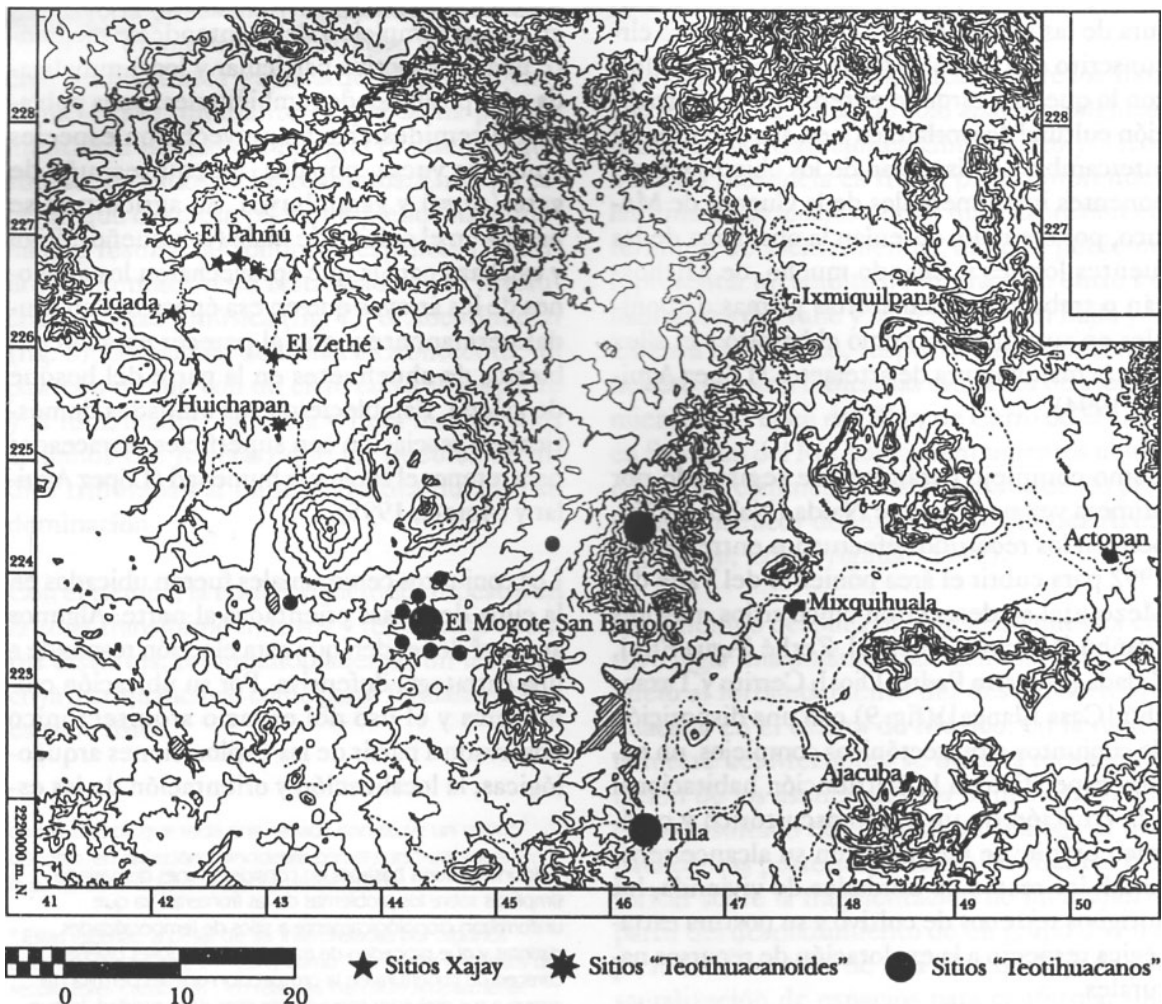 228
227
226
225
224
223
2220000 m. N
228
227
El Pahñú
Zidada
Ixmiquilpan
El Zethé
Huichapan
Actopan
Mixquihuala
El Mogote San Bartolo
Ajacuba
Tula
41 42 43 44 45 46 47 48 49 50
Sitios Xajay Sitios "Teotihuacanoides" Sitios "Teotihuacanos"
0 10 20